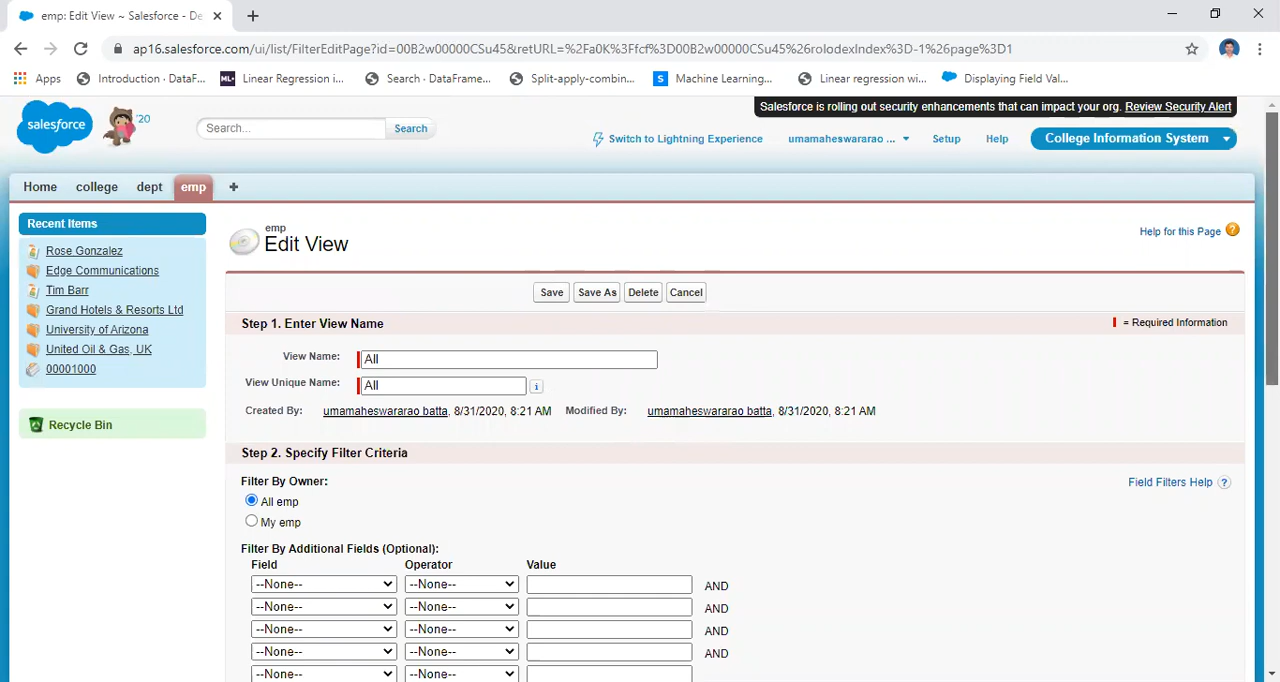 emp: Edit View ~ Salesforce - De
ap16.salesforce.com/ui/list/FilterEditPage?id=00B2w00000CSu45&retURL=%2Fa0K%3Ffcf%3D00B2w00000CSu45%26rolodexIndex%3D-1%26page%3D1
Apps Introduction · DataF... ML Linear Regression i... Search · DataFrame... Split-apply-combin... S Machine Learning... Linear regression wi... Displaying Field Val...
Salesforce is rolling out security enhancements that can impact your org. Review Security Alert
salesforce '20 Search... Search
Switch to Lightning Experience umamaheswararao ... Setup Help College Information System
Home college dept emp +
Recent Items
Rose Gonzalez
Edge Communications
Tim Barr
Grand Hotels & Resorts Ltd
University of Arizona
United Oil & Gas, UK
00001000
Recycle Bin
emp
Edit View
Help for this Page ?
Save Save As Delete Cancel
Step 1. Enter View Name
= Required Information
View Name: All
View Unique Name: All i
Created By: umamaheswararao batta, 8/31/2020, 8:21 AM Modified By: umamaheswararao batta, 8/31/2020, 8:21 AM
Step 2. Specify Filter Criteria
Filter By Owner:
Field Filters Help ?
All emp
My emp
Filter By Additional Fields (Optional):
Field Operator Value
--None-- --None-- AND
--None-- --None-- AND
--None-- --None-- AND
--None-- --None-- AND
--None-- --None--